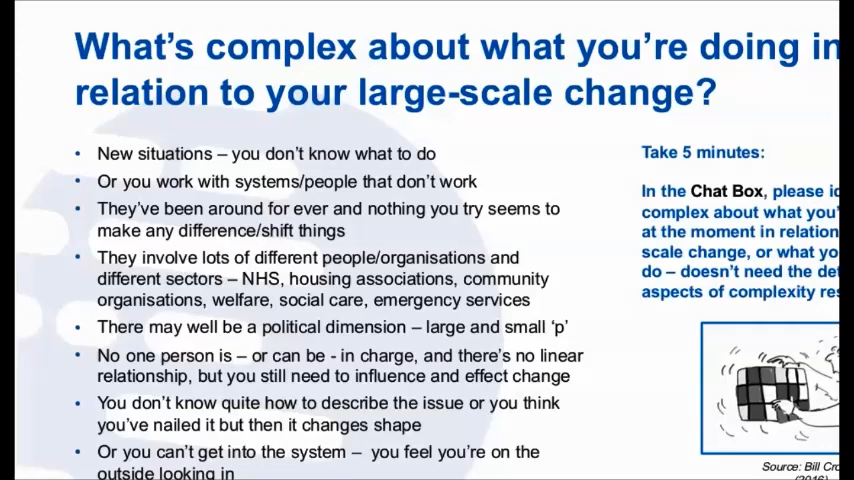 What's complex about what you're doing in
relation to your large-scale change?
• New situations – you don't know what to do
• Or you work with systems/people that don't work
• They've been around for ever and nothing you try seems to
make any difference/shift things
• They involve lots of different people/organisations and
different sectors – NHS, housing associations, community
organisations, welfare, social care, emergency services
• There may well be a political dimension – large and small 'p'
• No one person is – or can be - in charge, and there's no linear
relationship, but you still need to influence and effect change
• You don't know quite how to describe the issue or you think
you've nailed it but then it changes shape
• Or you can't get into the system – you feel you're on the
outside looking in
Take 5 minutes:
In the Chat Box, please
complex about what
at the moment in relation
scale change, or what
do – doesn't need the
aspects of complexity
Source: Bill
(2016)